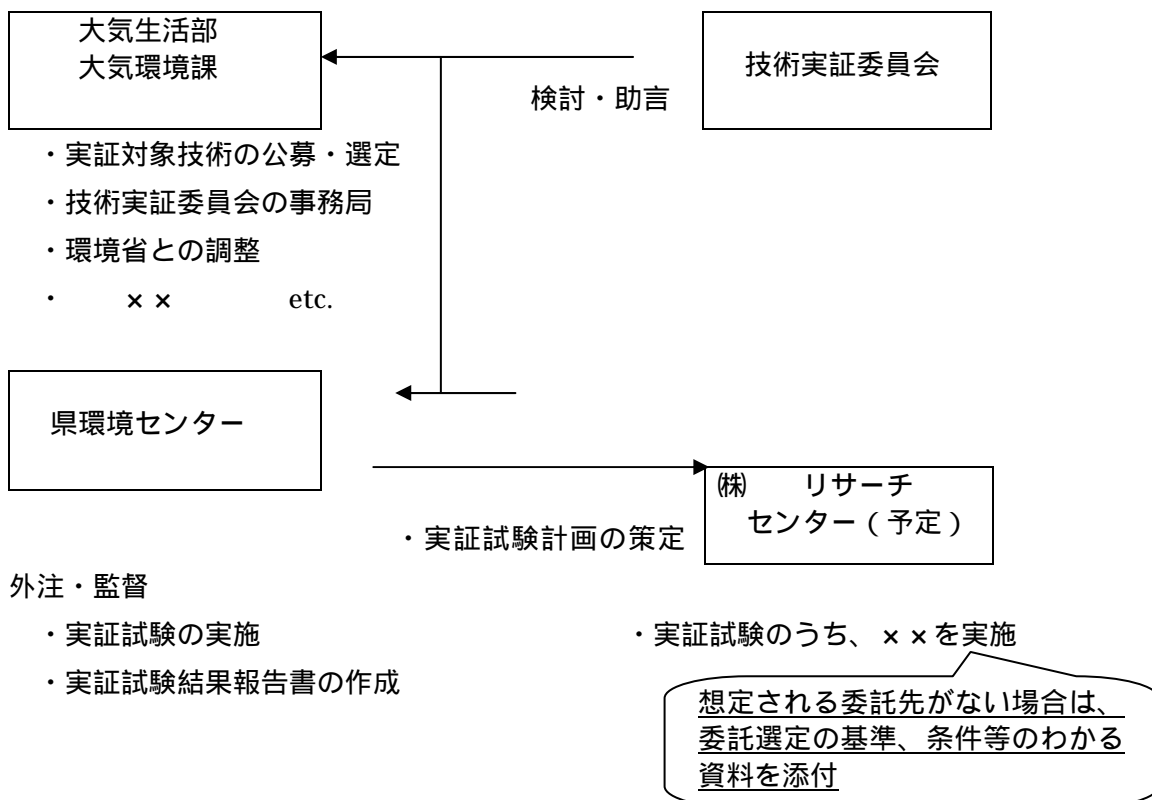 大気生活部
大気環境課
技術実証委員会
検討・助言
・実証対象技術の公募・選定
・技術実証委員会の事務局
・環境省との調整
・　　××　　　etc.
県環境センター
㈱　　リサーチ
センター（予定）
・実証試験計画の策定
外注・監督
・実証試験の実施
・実証試験のうち、××を実施
・実証試験結果報告書の作成
想定される委託先がない場合は、
委託選定の基準、条件等のわかる
資料を添付